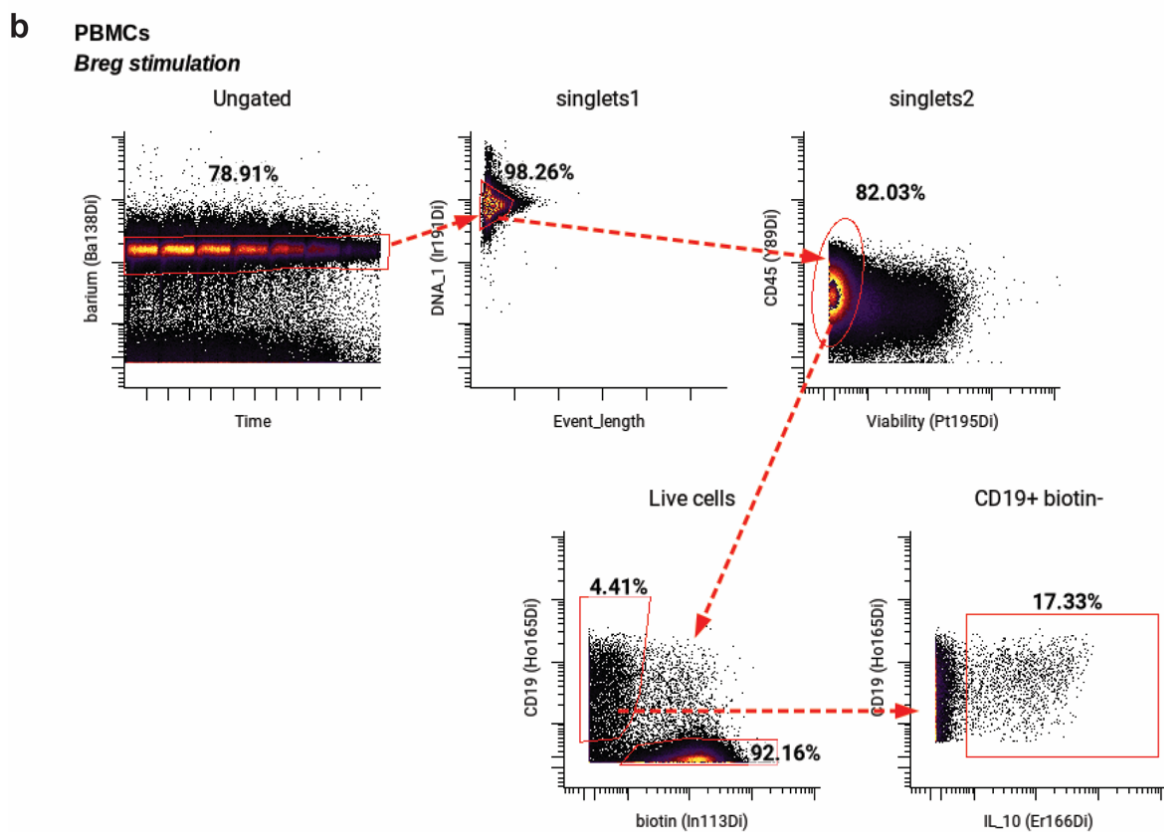 b
PBMCs
Breg stimulation
Ungated
singlets1
singlets2
78.91%
98.26%
82.03%
barium (Ba138Di)
DNA_1 (Ir191Di)
CD45 (Y89Di)
Time
Event_length
Viability (Pt195Di)
Live cells
CD19+ biotin-
4.41%
17.33%
CD19 (Ho165Di)
CD19 (Ho165Di)
92.16%
biotin (In113Di)
IL_10 (Er166Di)